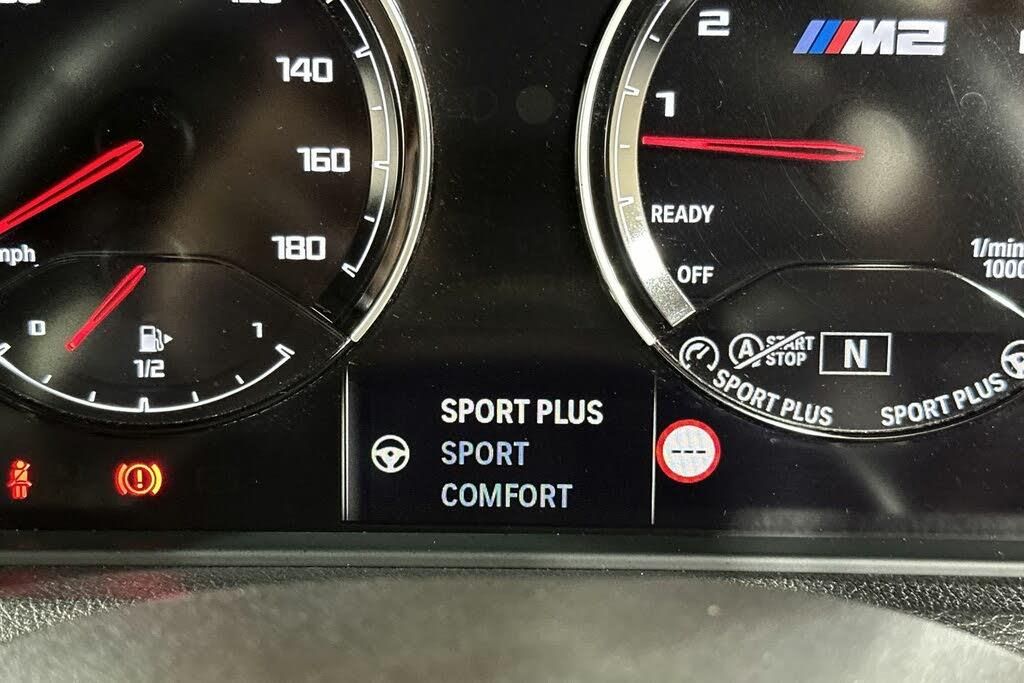 2
M2
140
1
160
READY
180
mph
OFF
1/min
1000
0
1
1/2
A
START
STOP
N
SPORT PLUS
SPORT PLUS
SPORT PLUS
SPORT
COMFORT
---